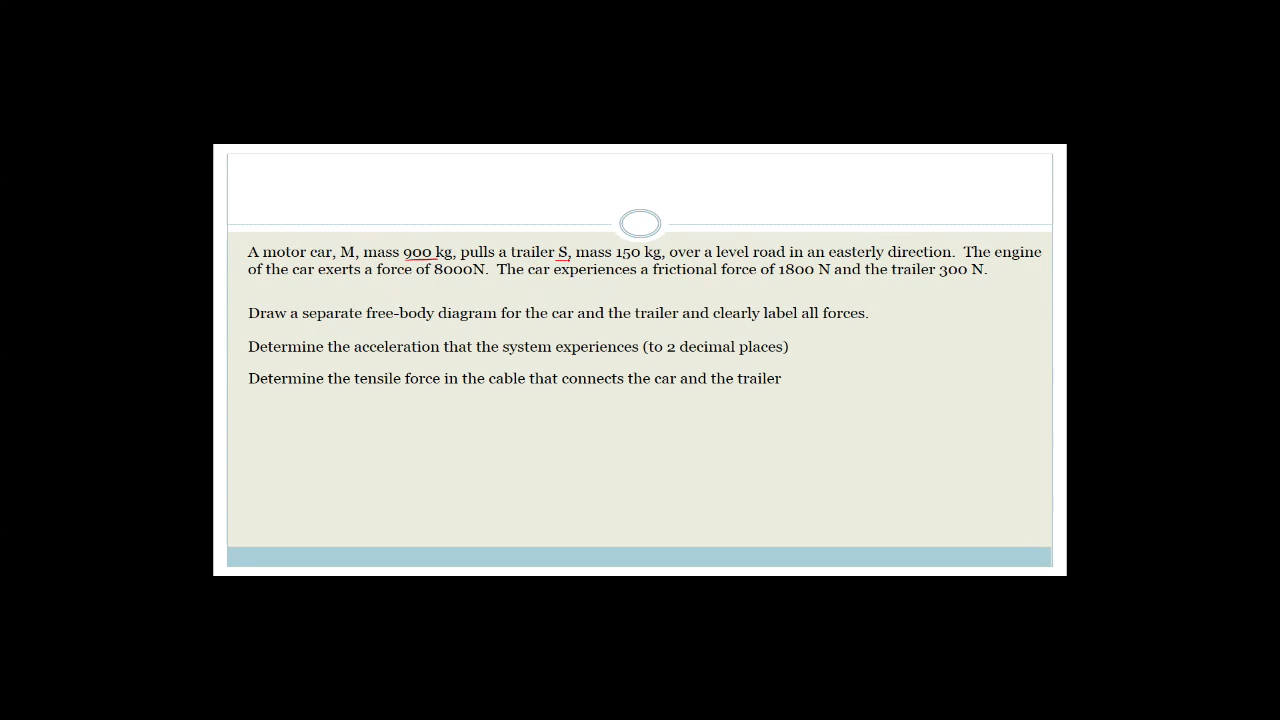 A motor car, M, mass 900 kg, pulls a trailer S, mass 150 kg, over a level road in an easterly direction.  The engine
of the car exerts a force of 8000N.  The car experiences a frictional force of 1800 N and the trailer 300 N.
Draw a separate free-body diagram for the car and the trailer and clearly label all forces.
Determine the acceleration that the system experiences (to 2 decimal places)
Determine the tensile force in the cable that connects the car and the trailer